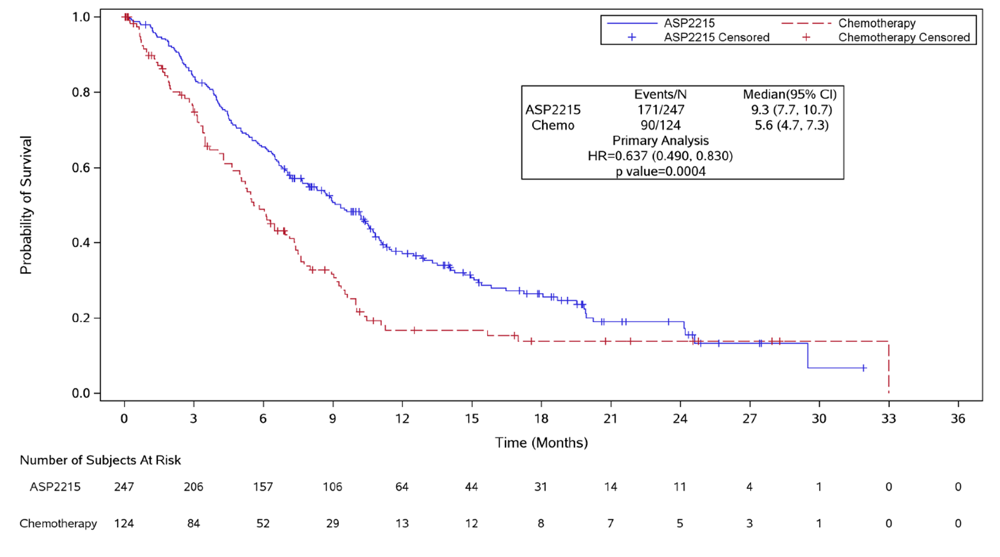 ASP2215 Chemotherapy
ASP2215 Censored Chemotherapy Censored
Events/N Median(95% CI)
ASP2215 171/247 9.3 (7.7, 10.7)
Chemo 90/124 5.6 (4.7, 7.3)
Primary Analysis
HR=0.637 (0.490, 0.830)
p value=0.0004
Probability of Survival
1.0
0.8
0.6
0.4
0.2
0.0
0 3 6 9 12 15 18 21 24 27 30 33 36
Time (Months)
Number of Subjects At Risk
ASP2215 247 206 157 106 64 44 31 14 11 4 1 0 0
Chemotherapy 124 84 52 29 13 12 8 7 5 3 1 0 0